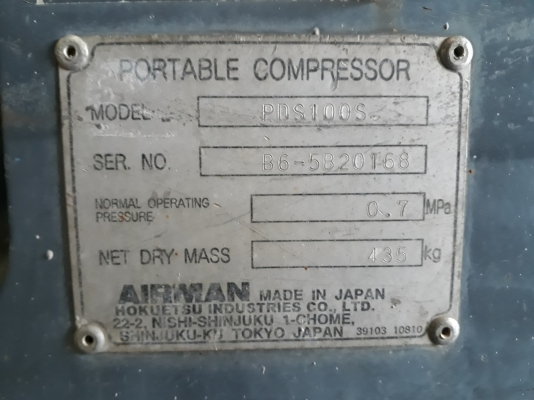 PORTABLE COMPRESSOR
MODEL PDS100S
SER. NO. B6-5B20168
NORMAL OPERATING PRESSURE 0.7 MPa
NET DRY MASS 435 kg
AIRMAN MADE IN JAPAN
HOKUETSU INDUSTRIES CO., LTD.
22-2, NISHI-SHINJUKU 1-CHOME,
SHINJUKU-KU TOKYO JAPAN 39103 10810